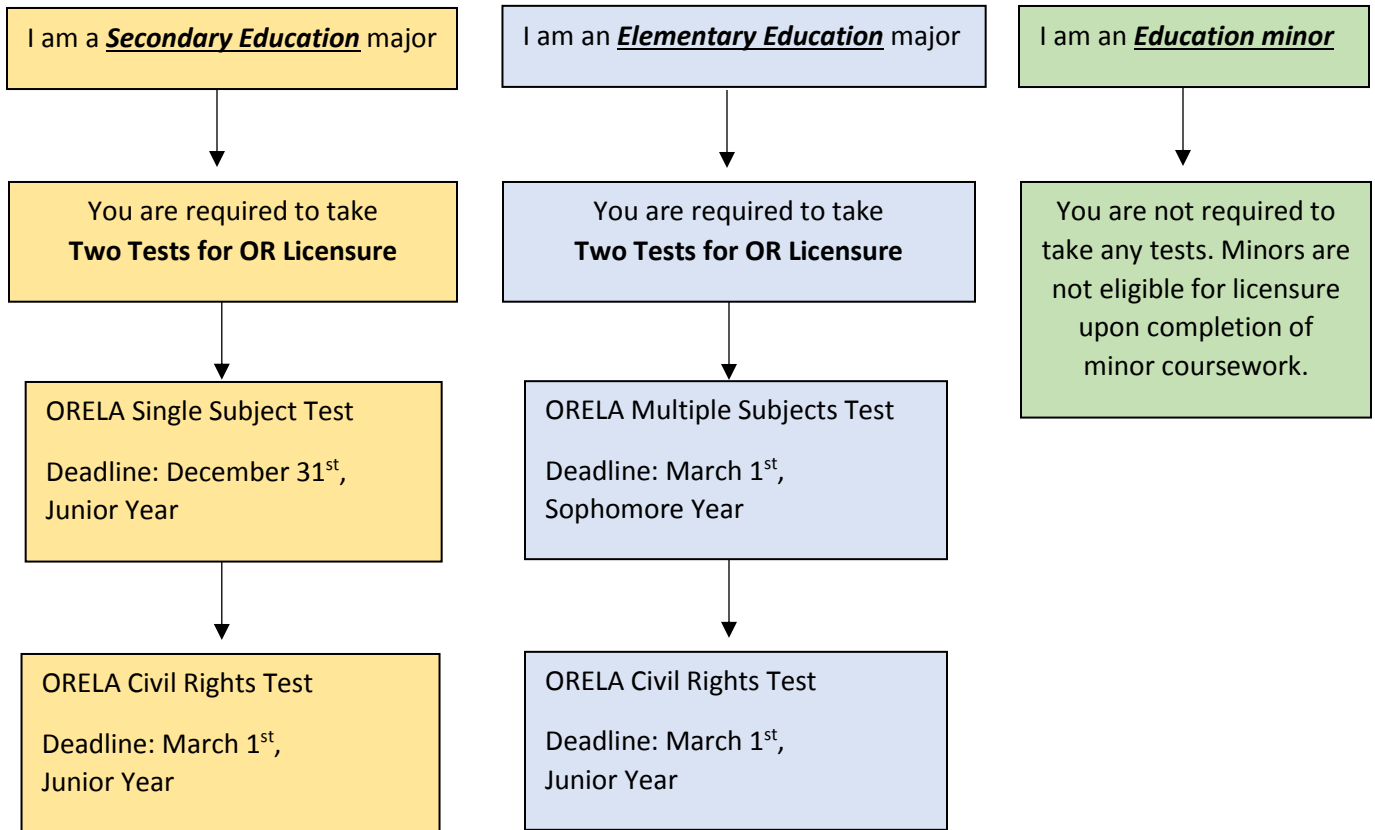 I am a Secondary Education major
You are required to take
Two Tests for OR Licensure
ORELA Single Subject Test
Deadline: December 31st,
Junior Year
ORELA Civil Rights Test
Deadline: March 1st,
Junior Year
I am an Elementary Education major
You are required to take
Two Tests for OR Licensure
ORELA Multiple Subjects Test
Deadline: March 1st,
Sophomore Year
ORELA Civil Rights Test
Deadline: March 1st,
Junior Year
I am an Education minor
You are not required to
take any tests. Minors are
not eligible for licensure
upon completion of
minor coursework.